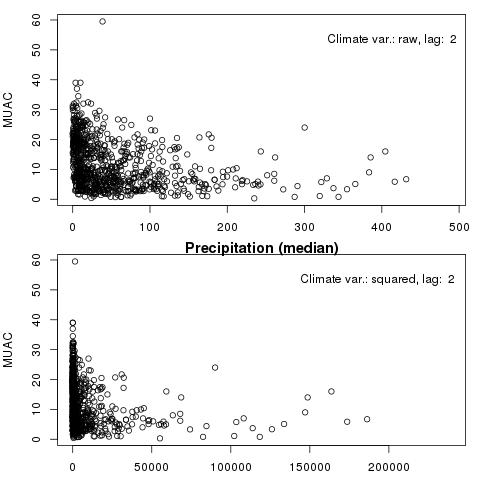 Climate var.: raw, lag: 2
MUAC
0 10 20 30 40 50 60
0 100 200 300 400 500
Precipitation (median)
Climate var.: squared, lag: 2
MUAC
0 10 20 30 40 50 60
0 50000 100000 150000 200000